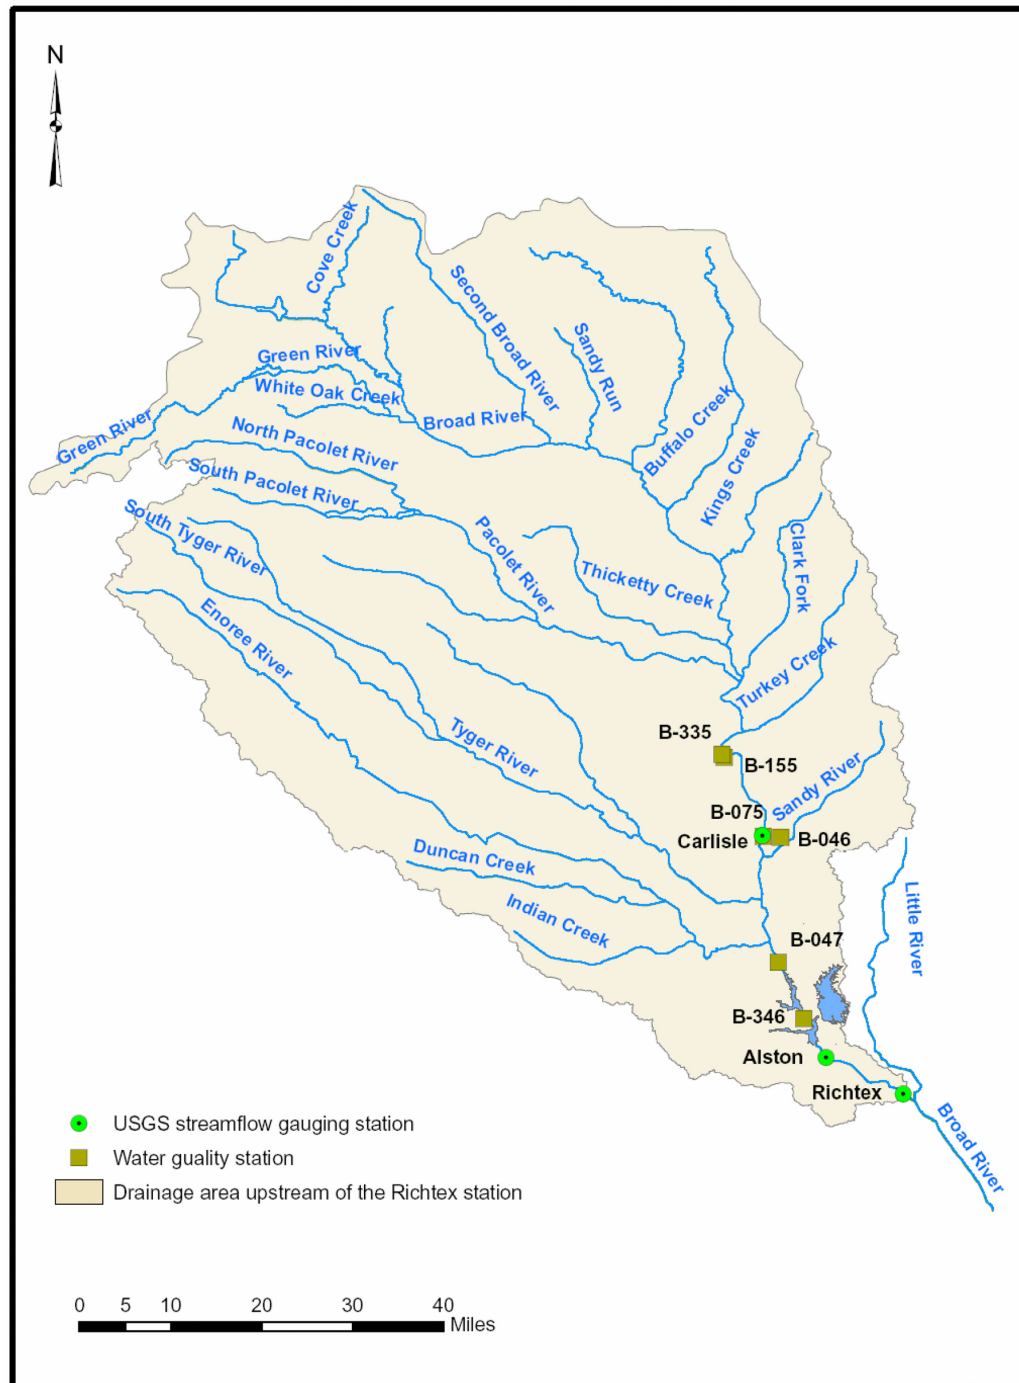 N
Cove Creek
Second Broad River
Sandy Run
Green River
White Oak Creek
Broad River
Buffalo Creek
Green River
North Pacolet River
Kings Creek
South Pacolet River
South Tyger River
Pacolet River
Clark Fork
Thicketty Creek
Enoree River
Turkey Creek
Tyger River
B-335
B-155
Sandy River
B-075
Carlisle
B-046
Duncan Creek
Indian Creek
Little River
B-047
B-346
Alston
Richtex
Broad River
USGS streamflow gauging station
Water guality station
Drainage area upstream of the Richtex station
0 5 10 20 30 40
Miles